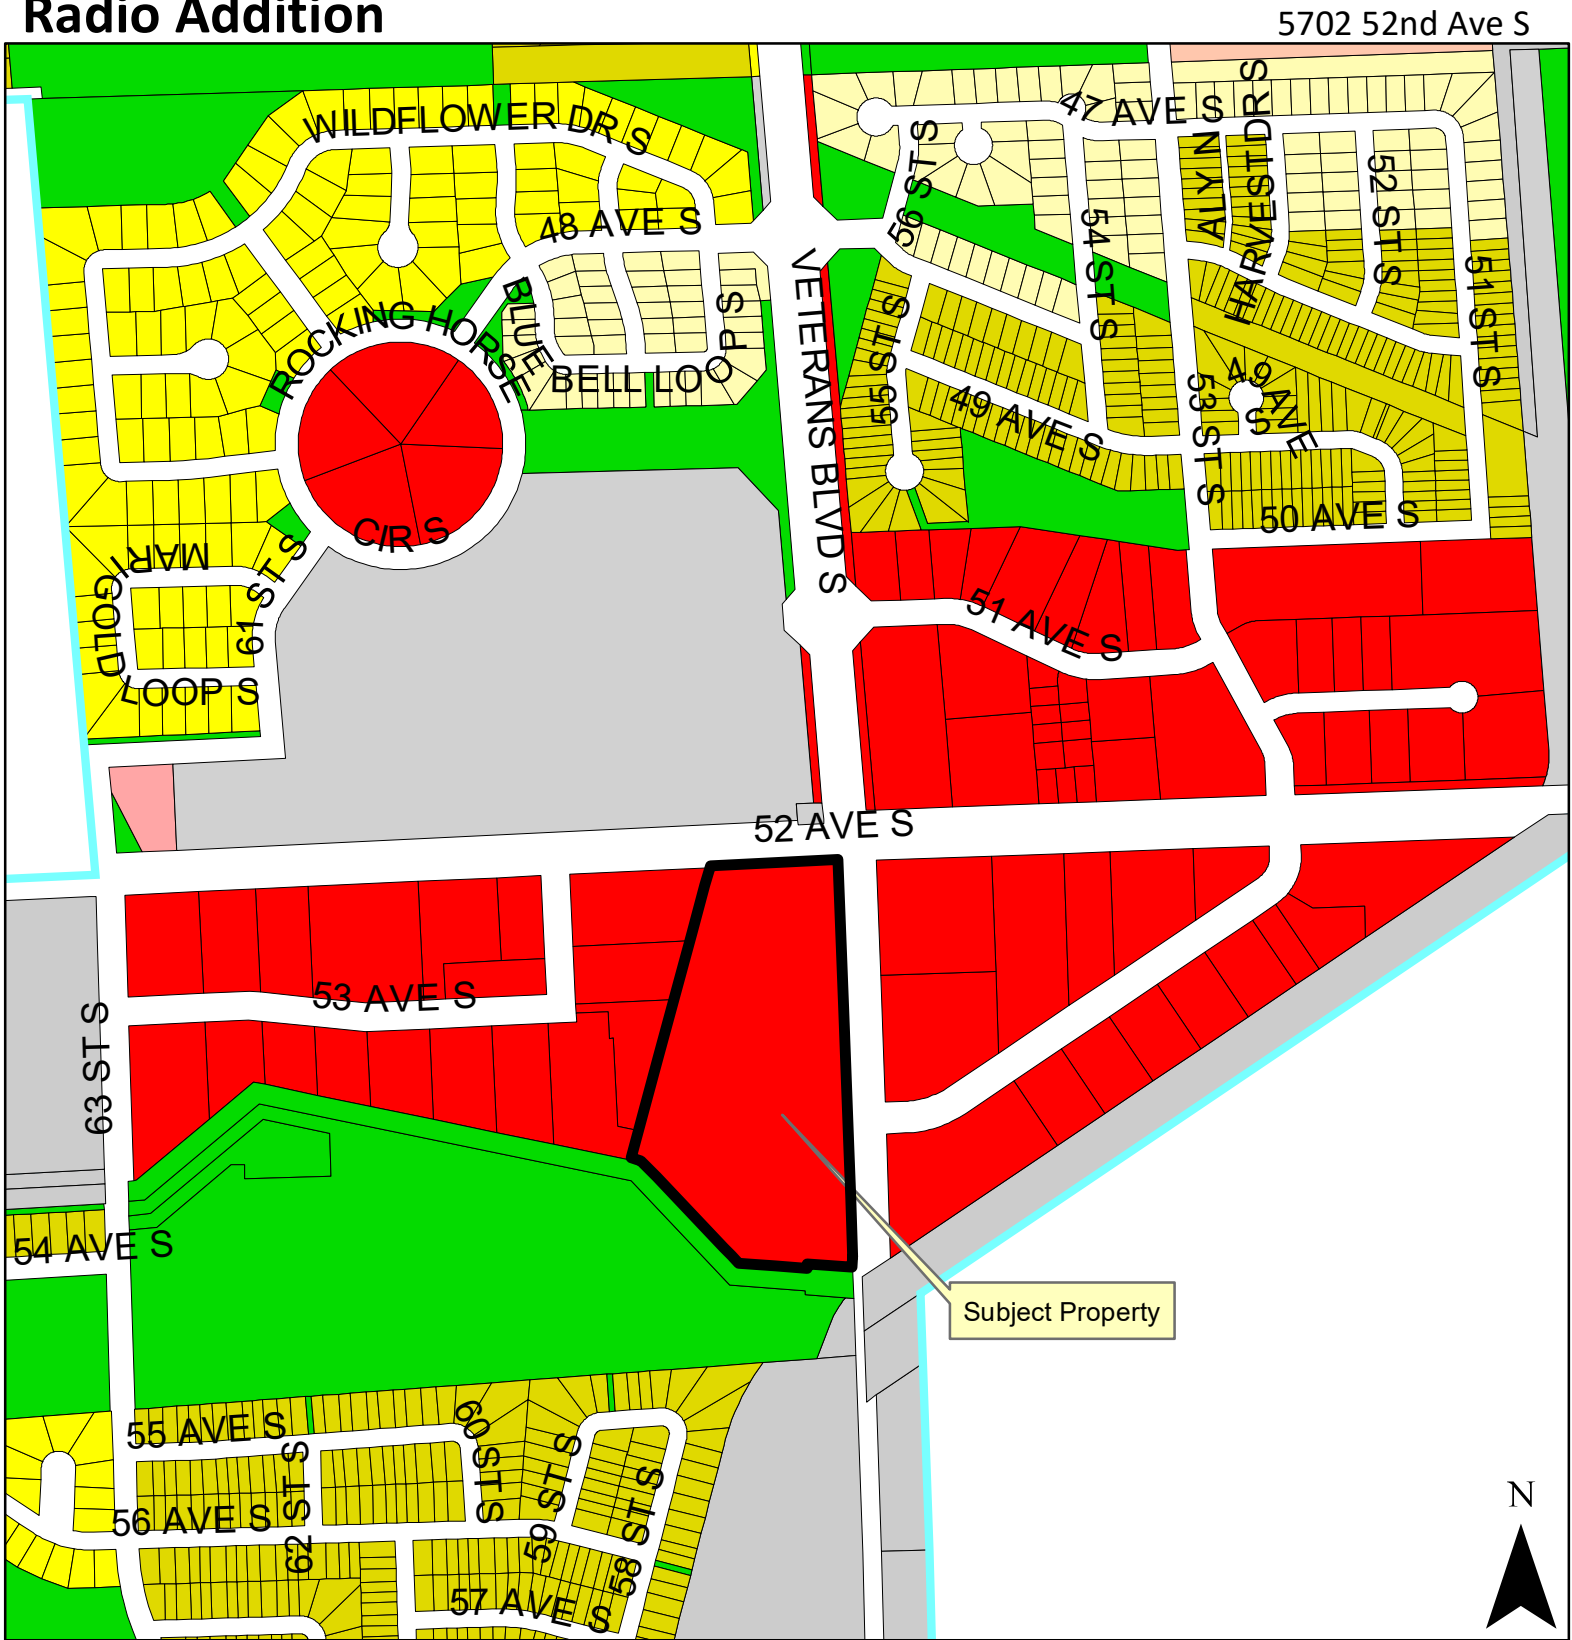 Radio Addition
5702 52nd Ave S
WILDFLOWER DR S
47 AVE S
56 ST S
ALYN
HARVEST DR S
52 ST S
48 AVE S
54 ST S
VETERANS BLVD S
51 ST S
BLUE
BELL LOOP S
ROCKING HORSE
CIR S
55 ST S
49 AVE S
53 ST S
49 AVE
S
50 AVE S
MARIGOLD
LOOP S
61 ST S
51 AVE S
52 AVE S
53 AVE S
63 ST S
54 AVE S
Subject Property
55 AVE S
60 ST S
62 ST S
59 ST S
58 ST S
56 AVE S
57 AVE S
N